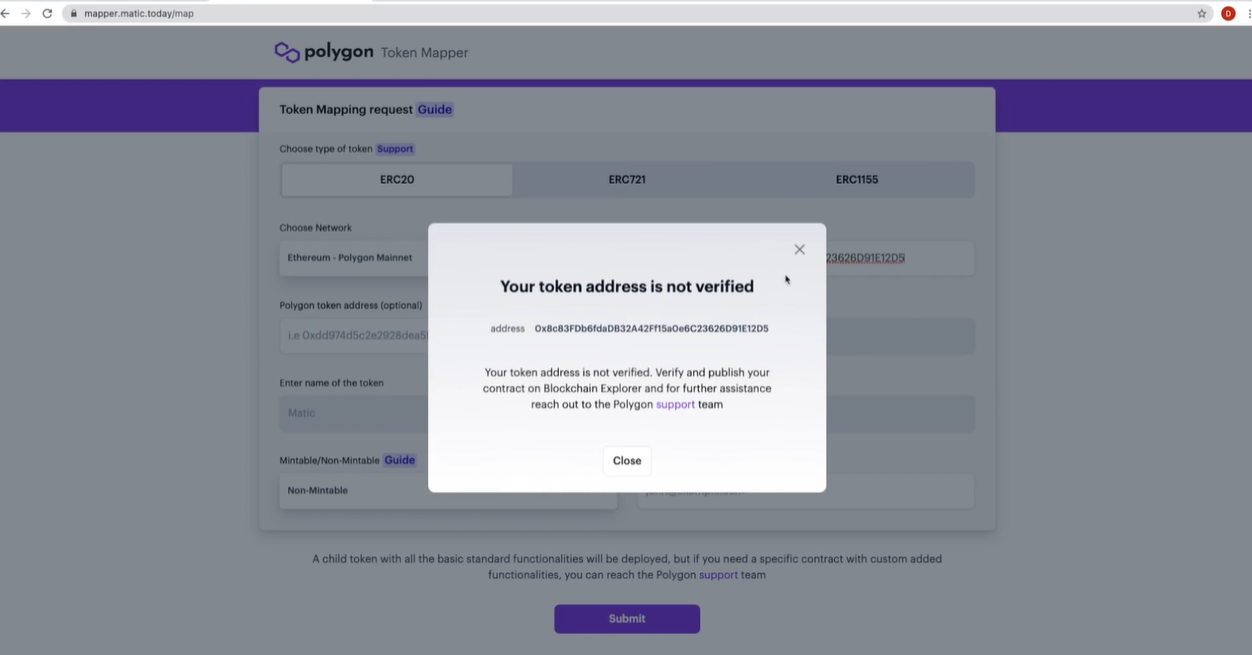 mapper.matic.today/map
D
polygon Token Mapper
Token Mapping request Guide
Choose type of token Support
ERC20 ERC721 ERC1155
Choose Network
Ethereum - Polygon Mainnet
23626D91E12D5
Your token address is not verified
address 0x8c83FDb6fdaDB32A42Ff15a0e6C23626D91E12D5
Your token address is not verified. Verify and publish your
contract on Blockchain Explorer and for further assistance
reach out to the Polygon support team
Close
Polygon token address (optional)
i.e 0xdd974d5c2e2928dea5
Enter name of the token
Matic
Mintable/Non-Mintable Guide
Non-Mintable
A child token with all the basic standard functionalities will be deployed, but if you need a specific contract with custom added
functionalities, you can reach the Polygon support team
Submit